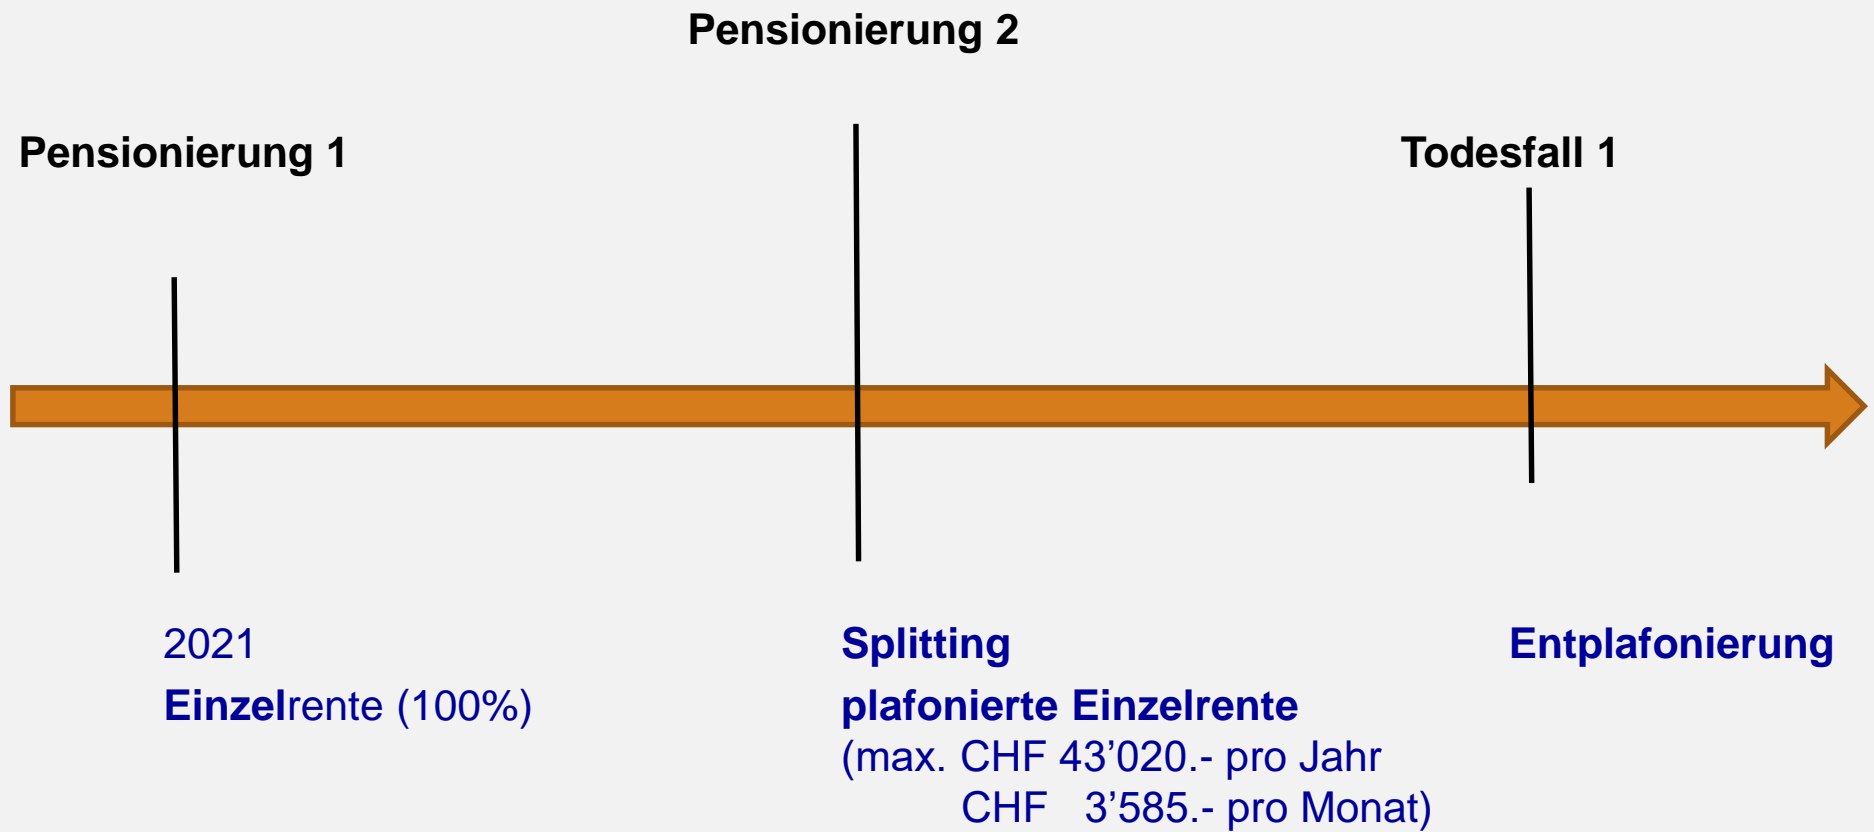 Pensionierung 2
Pensionierung 1
Todesfall 1
2021
Einzelrente (100%)
Splitting
plafonierte Einzelrente
(max. CHF 43’020.- pro Jahr
CHF 3’585.- pro Monat)
Entplafonierung